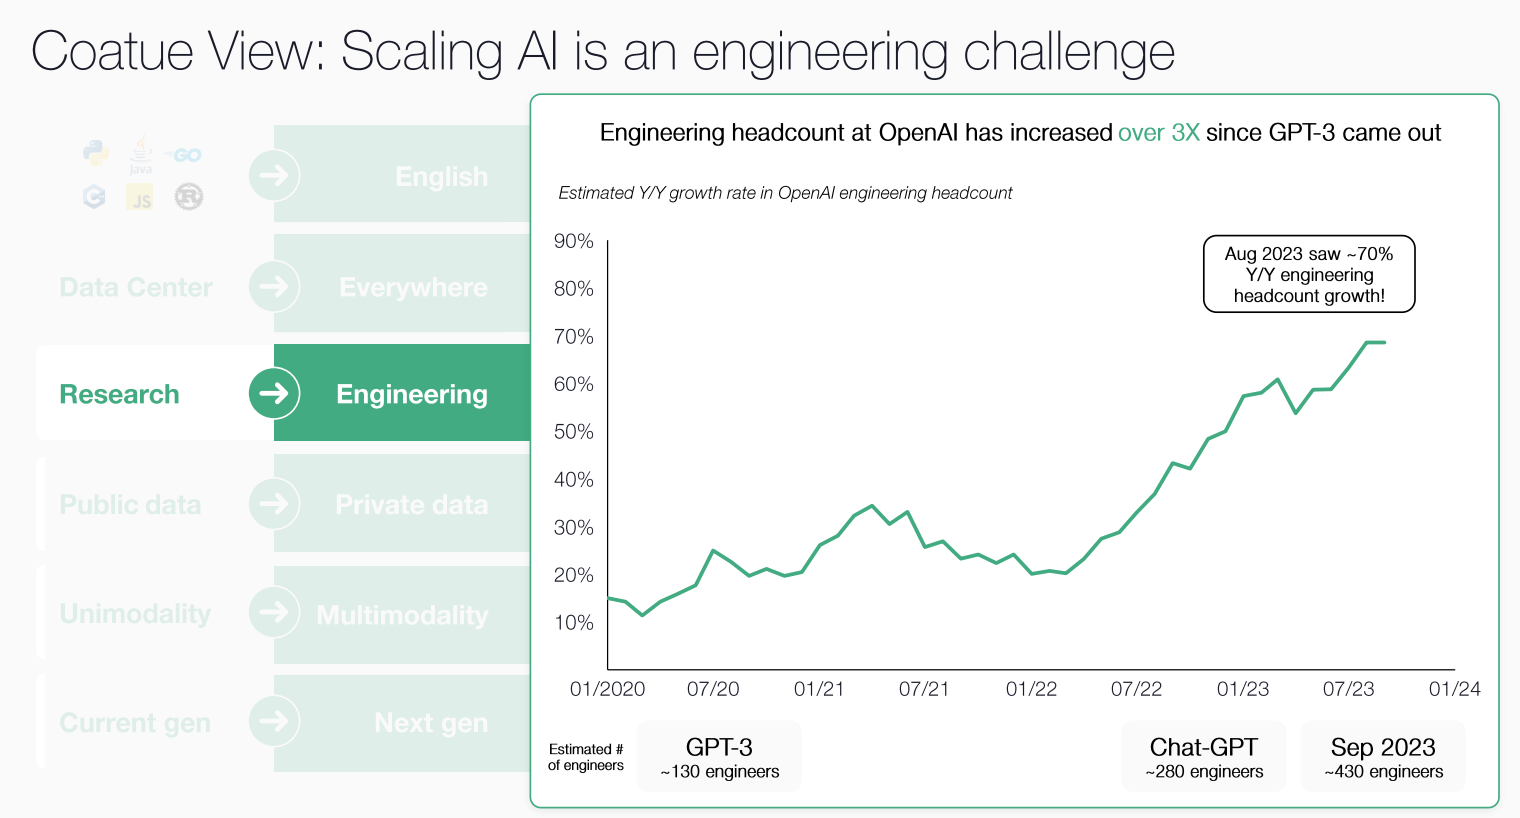 Coatue View: Scaling AI is an engineering challenge
Java
GO
C
JS
R
English
Data Center
Everywhere
Research
Engineering
Public data
Private data
Unimodality
Multimodality
Current gen
Next gen
Engineering headcount at OpenAI has increased over 3X since GPT-3 came out
Estimated Y/Y growth rate in OpenAI engineering headcount
Aug 2023 saw ~70%
Y/Y engineering
headcount growth!
90%
80%
70%
60%
50%
40%
30%
20%
10%
01/2020
07/20
01/21
07/21
01/22
07/22
01/23
07/23
01/24
Estimated #
of engineers
GPT-3
~130 engineers
Chat-GPT
~280 engineers
Sep 2023
~430 engineers